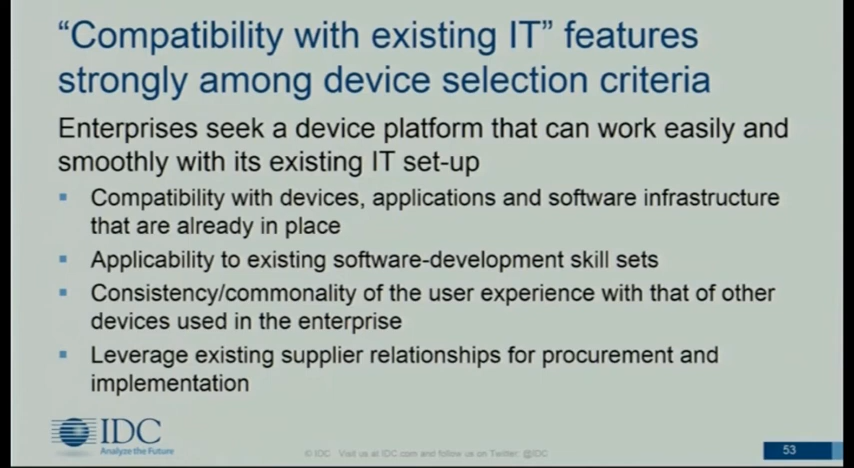 “Compatibility with existing IT” features
strongly among device selection criteria
Enterprises seek a device platform that can work easily and
smoothly with its existing IT set-up
▪ Compatibility with devices, applications and software infrastructure
that are already in place
▪ Applicability to existing software-development skill sets
▪ Consistency/commonality of the user experience with that of other
devices used in the enterprise
▪ Leverage existing supplier relationships for procurement and
implementation
IDC
Analyze the Future
© IDC Visit us at IDC.com and follow us on Twitter: @IDC
53